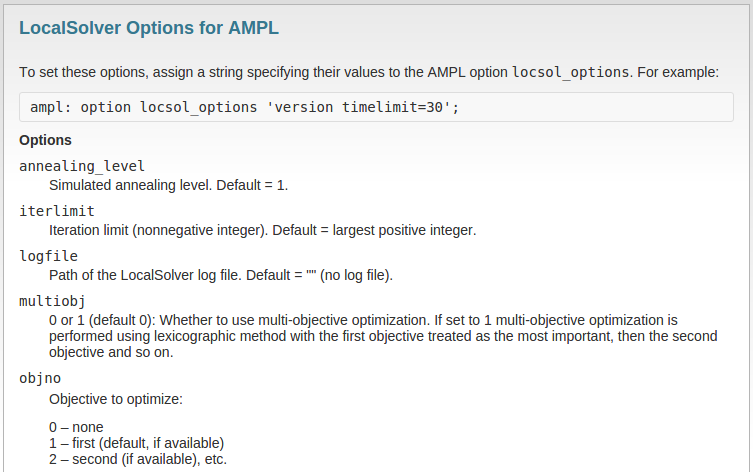 LocalSolver Options for AMPL
To set these options, assign a string specifying their values to the AMPL option locsol_options. For example:
ampl: option locsol_options 'version timelimit=30';
Options
annealing_level
Simulated annealing level. Default = 1.
iterlimit
Iteration limit (nonnegative integer). Default = largest positive integer.
logfile
Path of the LocalSolver log file. Default = "" (no log file).
multiobj
0 or 1 (default 0): Whether to use multi-objective optimization. If set to 1 multi-objective optimization is
performed using lexicographic method with the first objective treated as the most important, then the second
objective and so on.
objno
Objective to optimize:
0 – none
1 – first (default, if available)
2 – second (if available), etc.